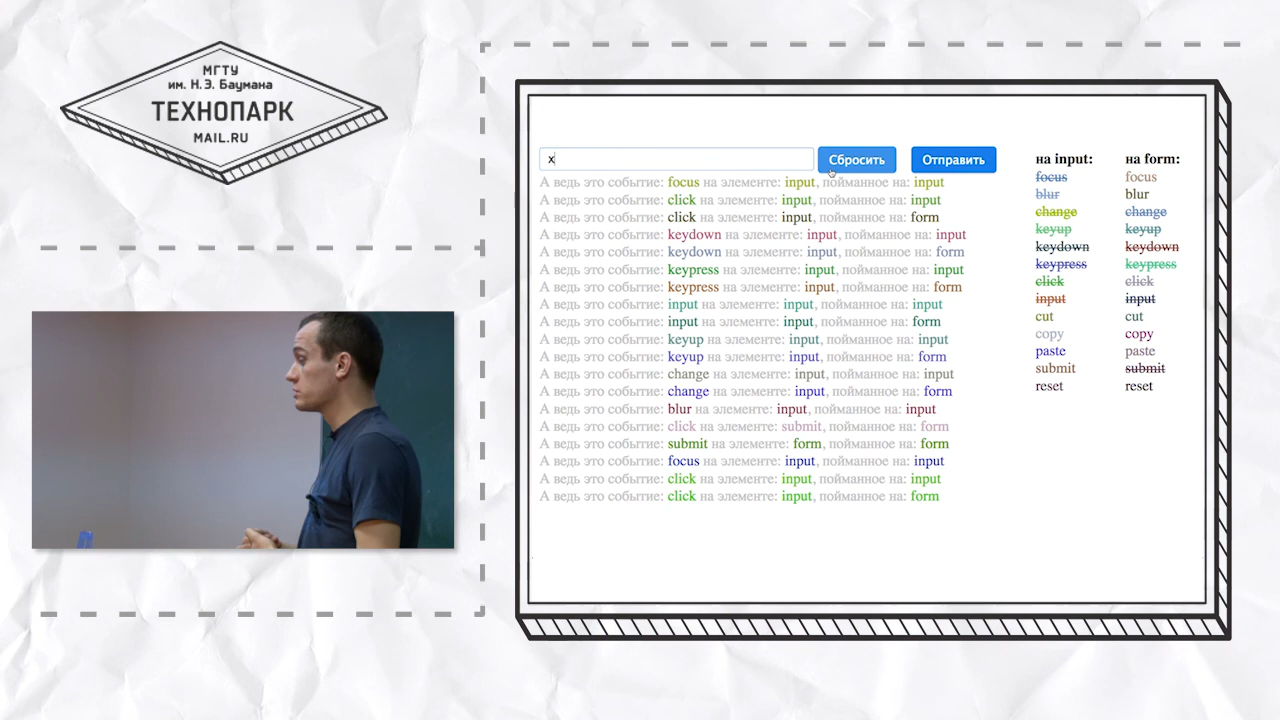 МГТУ
им. Н.Э. Баумана
ТЕХНОПАРК
MAIL.RU
x
Сбросить
Отправить
А ведь это событие: focus на элементе: input, пойманное на: input
А ведь это событие: click на элементе: input, пойманное на: input
А ведь это событие: click на элементе: input, пойманное на: form
А ведь это событие: keydown на элементе: input, пойманное на: input
А ведь это событие: keydown на элементе: input, пойманное на: form
А ведь это событие: keypress на элементе: input, пойманное на: input
А ведь это событие: keypress на элементе: input, пойманное на: form
А ведь это событие: input на элементе: input, пойманное на: input
А ведь это событие: input на элементе: input, пойманное на: form
А ведь это событие: keyup на элементе: input, пойманное на: input
А ведь это событие: keyup на элементе: input, пойманное на: form
А ведь это событие: change на элементе: input, пойманное на: input
А ведь это событие: change на элементе: input, пойманное на: form
А ведь это событие: blur на элементе: input, пойманное на: input
А ведь это событие: click на элементе: submit, пойманное на: form
А ведь это событие: submit на элементе: form, пойманное на: form
А ведь это событие: focus на элементе: input, пойманное на: input
А ведь это событие: click на элементе: input, пойманное на: input
А ведь это событие: click на элементе: input, пойманное на: form
на input:
focus
blur
change
keyup
keydown
keypress
click
input
cut
copy
paste
submit
reset
на form:
focus
blur
change
keyup
keydown
keypress
click
input
cut
copy
paste
submit
reset